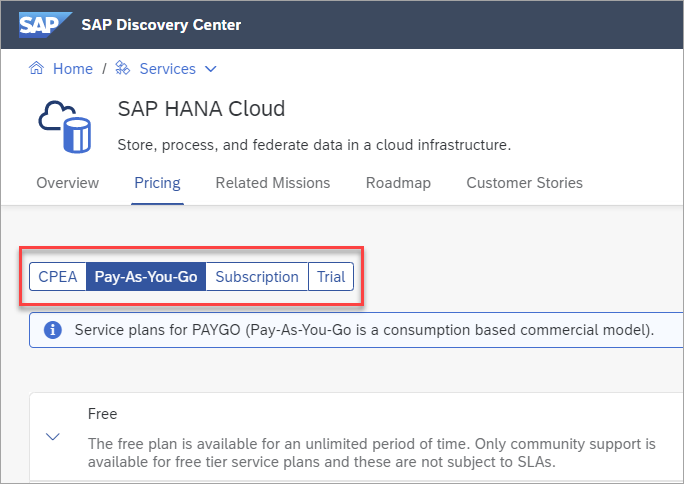 SAP SAP Discovery Center
Home / Services
SAP HANA Cloud
Store, process, and federate data in a cloud infrastructure.
Overview Pricing Related Missions Roadmap Customer Stories
CPEA Pay-As-You-Go Subscription Trial
Service plans for PAYGO (Pay-As-You-Go is a consumption based commercial model).
Free
The free plan is available for an unlimited period of time. Only community support is
available for free tier service plans and these are not subject to SLAs.